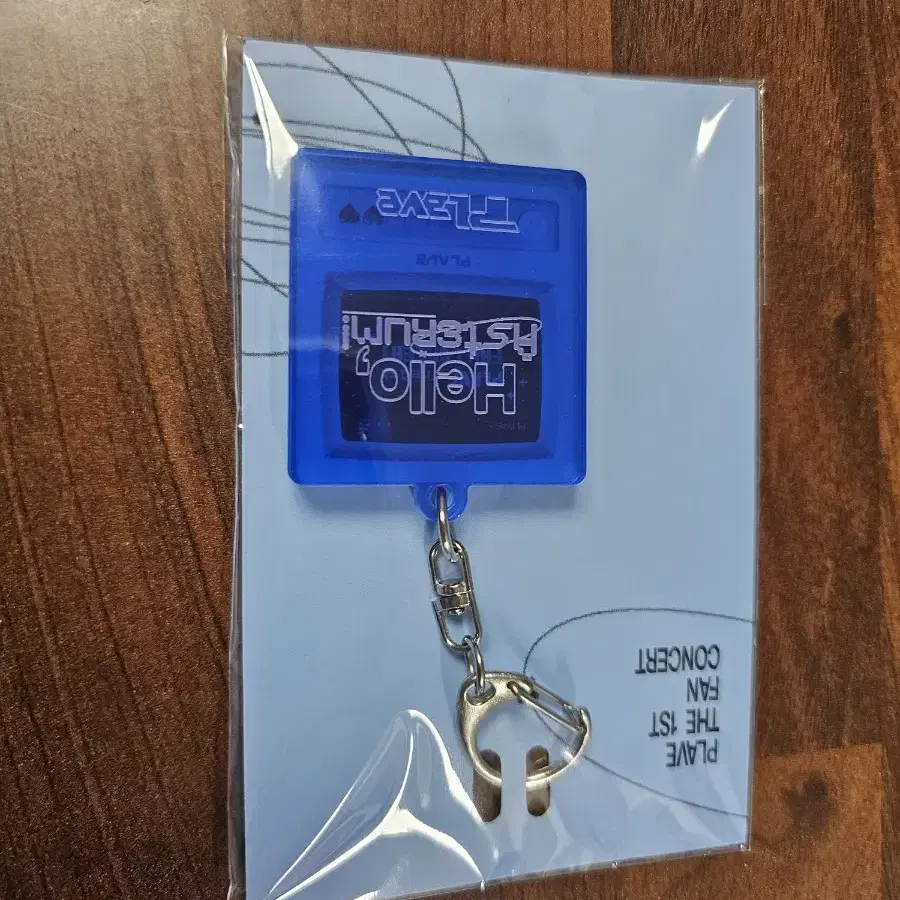 PLAVE
THE 1ST
FAN
CONCERT
Hello,
Asterum!
PLAVE
PLAVE